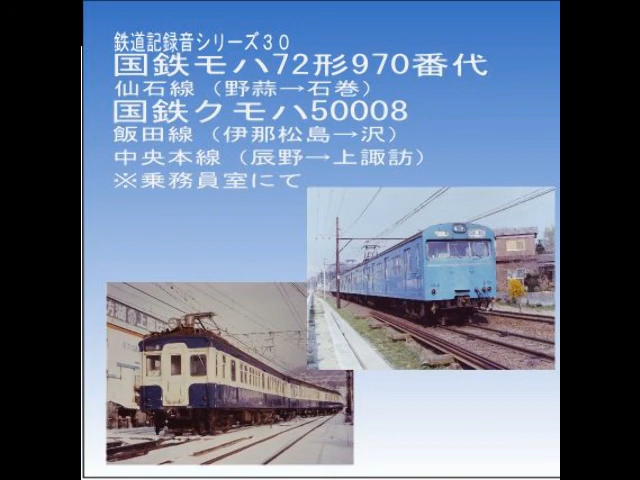 鉄道記録音シリーズ３０
国鉄モハ72形970番代
仙石線（野蒜→石巻）
国鉄クモハ50008
飯田線（伊那松島→沢）
中央本線（辰野→上諏訪）
※乗務員室にて